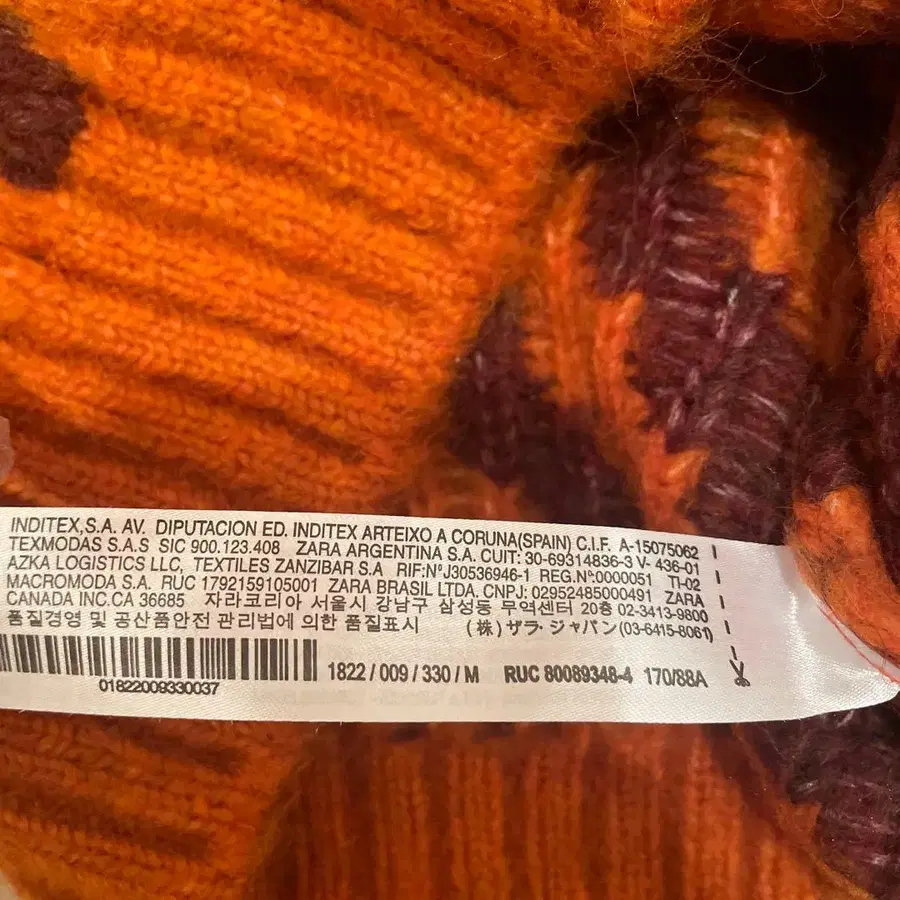 INDITEX,S.A. AV. DIPUTACION ED. INDITEX ARTEIXO A CORUNA(SPAIN) C.I.F. A-15075062
TEXMODAS S.A.S SIC 900.123.408 ZARA ARGENTINA S.A. CUIT: 30-69314836-3 V- 436-01
AZKA LOGISTICS LLC, TEXTILES ZANZIBAR S.A RIF:NºJ30536946-1 REG.Nº:0000051 TI-02
MACROMODA S.A. RUC 1792159105001 ZARA BRASIL LTDA. CNPJ: 02952485000491 ZARA
CANADA INC.CA 36685 자라코리아 서울시 강남구 삼성동 무역센터 20층 02-3413-9800
품질경영 및 공산품안전 관리법에 의한 품질표시 (株) ザラ・ジャパン(03-6415-8061)
1822 / 009 / 330 / M RUC 80089348-4 170/88A
01822009330037